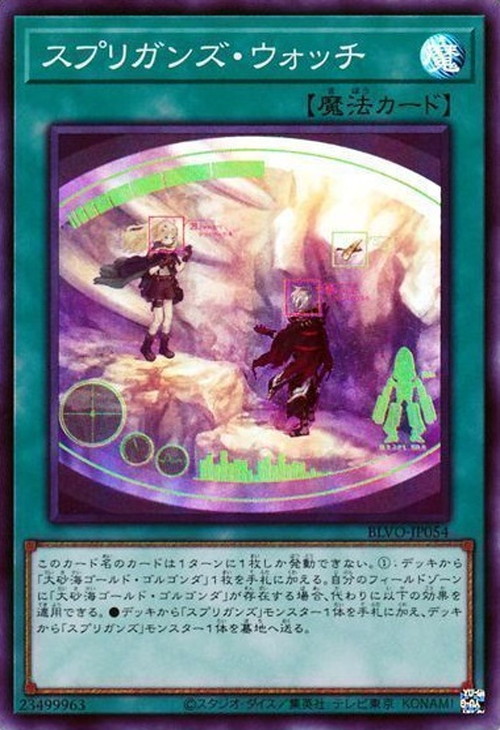 スプリガンズ・ウォッチ
魔
【魔法カード】
BLVO-JP054
このカード名のカードは1ターンに1枚しか発動できない。①：デッキから
「大砂海ゴールド・ゴルゴンダ」1枚を手札に加える。自分のフィールドゾーン
に「大砂海ゴールド・ゴルゴンダ」が存在する場合、代わりに以下の効果を
適用できる。●デッキから「スプリガンズ」モンスター1体を手札に加え、デッキ
から「スプリガンズ」モンスター1体を墓地へ送る。
23499963
©スタジオ・ダイス／集英社・テレビ東京・KONAMI